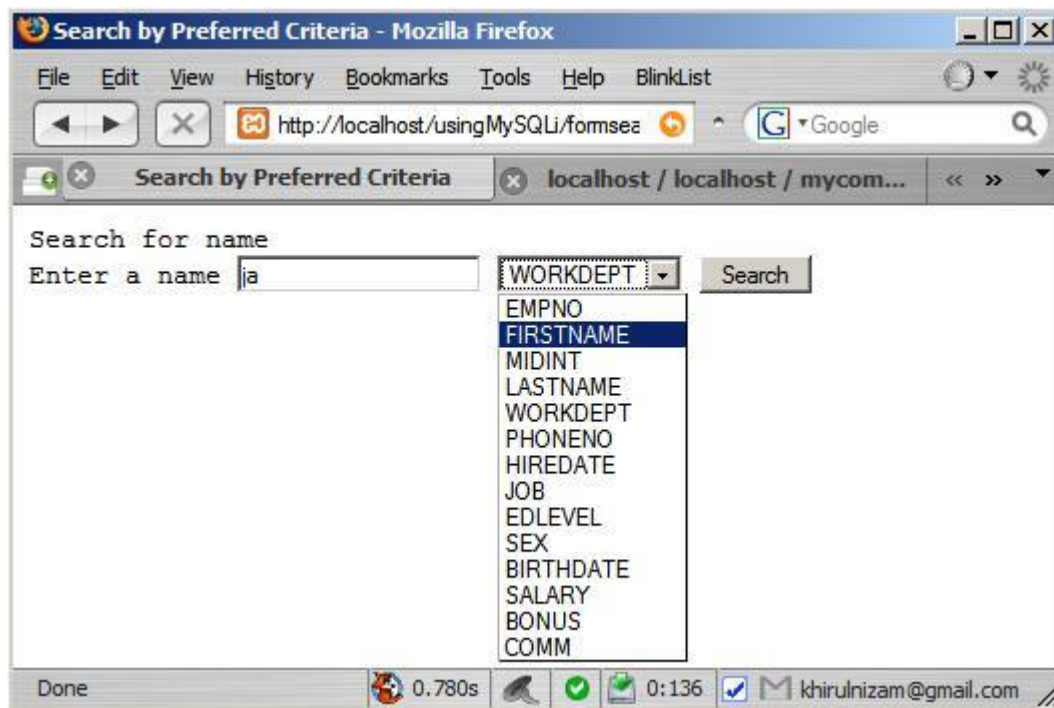 Search by Preferred Criteria - Mozilla Firefox
File Edit View History Bookmarks Tools Help BlinkList
http://localhost/usingMySQLi/formsea G Google
Search by Preferred Criteria localhost / localhost / mycom... « »
Search for name
Enter a name ja WORKDEPT Search
EMPNO
FIRSTNAME
MIDINT
LASTNAME
WORKDEPT
PHONENO
HIREDATE
JOB
EDLEVEL
SEX
BIRTHDATE
SALARY
BONUS
COMM
Done 0.780s 0:136 khirulnizam@gmail.com